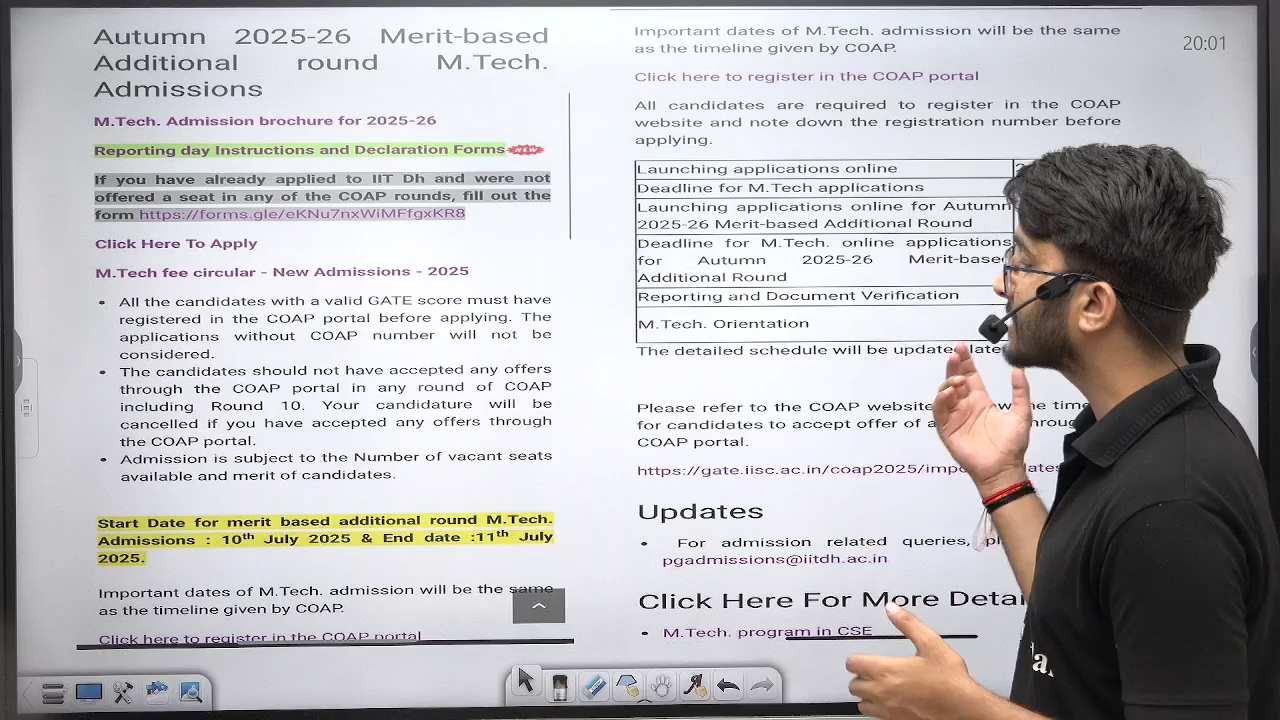 Autumn 2025-26 Merit-based
Additional round M.Tech.
Admissions
M.Tech. Admission brochure for 2025-26
Reporting day Instructions and Declaration Forms NEW
If you have already applied to IIT Dh and were not
offered a seat in any of the COAP rounds, fill out the
form https://forms.gle/eKNu7nxWiMFfgxKR8
Click Here To Apply
M.Tech fee circular - New Admissions - 2025
• All the candidates with a valid GATE score must have
registered in the COAP portal before applying. The
applications without COAP number will not be
considered.
• The candidates should not have accepted any offers
through the COAP portal in any round of COAP
including Round 10. Your candidature will be
cancelled if you have accepted any offers through
the COAP portal.
• Admission is subject to the Number of vacant seats
available and merit of candidates.
Start Date for merit based additional round M.Tech.
Admissions : 10th July 2025 & End date :11th July
2025.
Important dates of M.Tech. admission will be the same
as the timeline given by COAP.
Click here to register in the COAP portal
Important dates of M.Tech. admission will be the same
as the timeline given by COAP.
20:01
Click here to register in the COAP portal
All candidates are required to register in the COAP
website and note down the registration number before
applying.
Launching applications online 2
Deadline for M.Tech applications
Launching applications online for Autumn
2025-26 Merit-based Additional Round
Deadline for M.Tech. online applications
for Autumn 2025-26 Merit-based
Additional Round
Reporting and Document Verification
M.Tech. Orientation
The detailed schedule will be update late
Please refer to the COAP website the time
for candidates to accept offer of a through
COAP portal.
https://gate.iisc.ac.in/coap2025/impo dates
Updates
• For admission related queries, pl
pgadmissions@iitdh.ac.in
Click Here For More Detai
• M.Tech. program in CSE